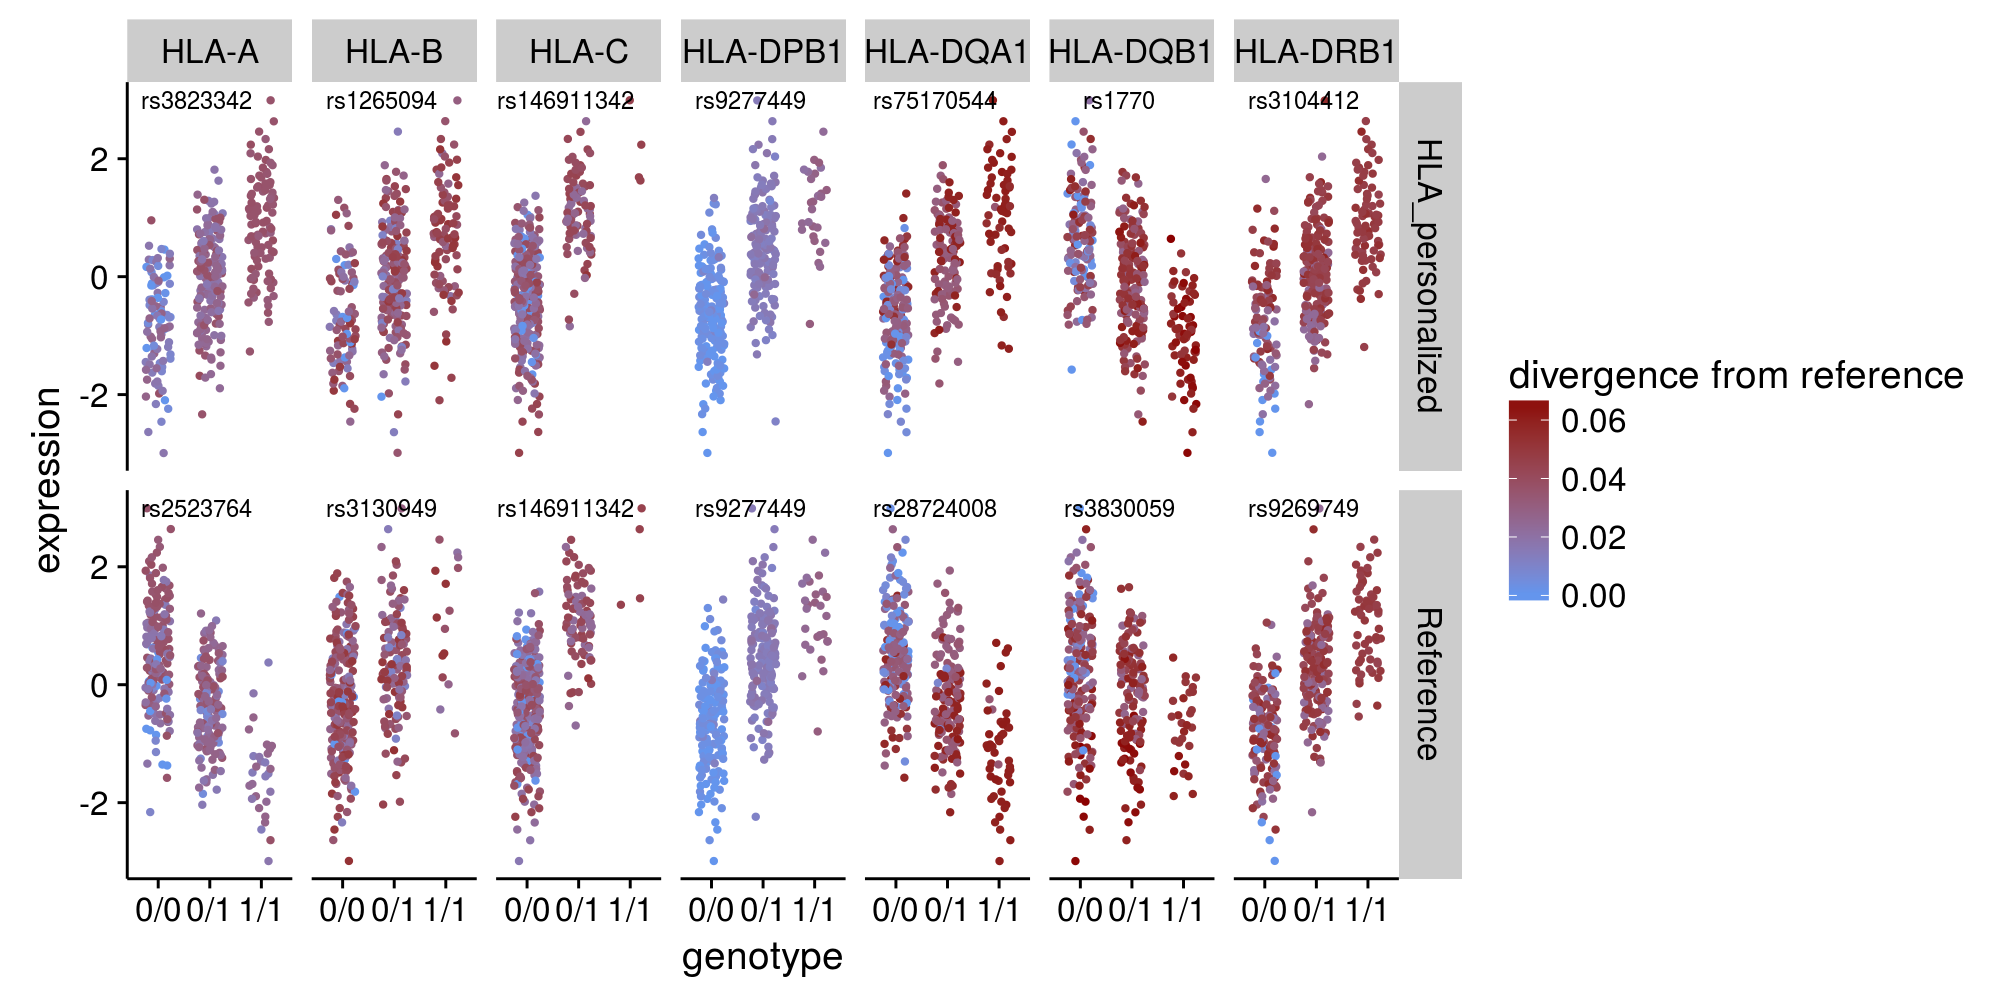 HLA-A HLA-B HLA-C HLA-DPB1 HLA-DQA1 HLA-DQB1 HLA-DRB1
rs3823342 rs1265094 rs146911342 rs9277449 rs75170544 rs1770 rs3104412
HLA_personalized
2
0
-2
expression
divergence from reference
0.06
0.04
0.02
0.00
rs2523764 rs3130949 rs146911342 rs9277449 rs28724008 rs3830059 rs9269749
Reference
2
0
-2
0/0 0/1 1/1 0/0 0/1 1/1 0/0 0/1 1/1 0/0 0/1 1/1 0/0 0/1 1/1 0/0 0/1 1/1 0/0 0/1 1/1
genotype